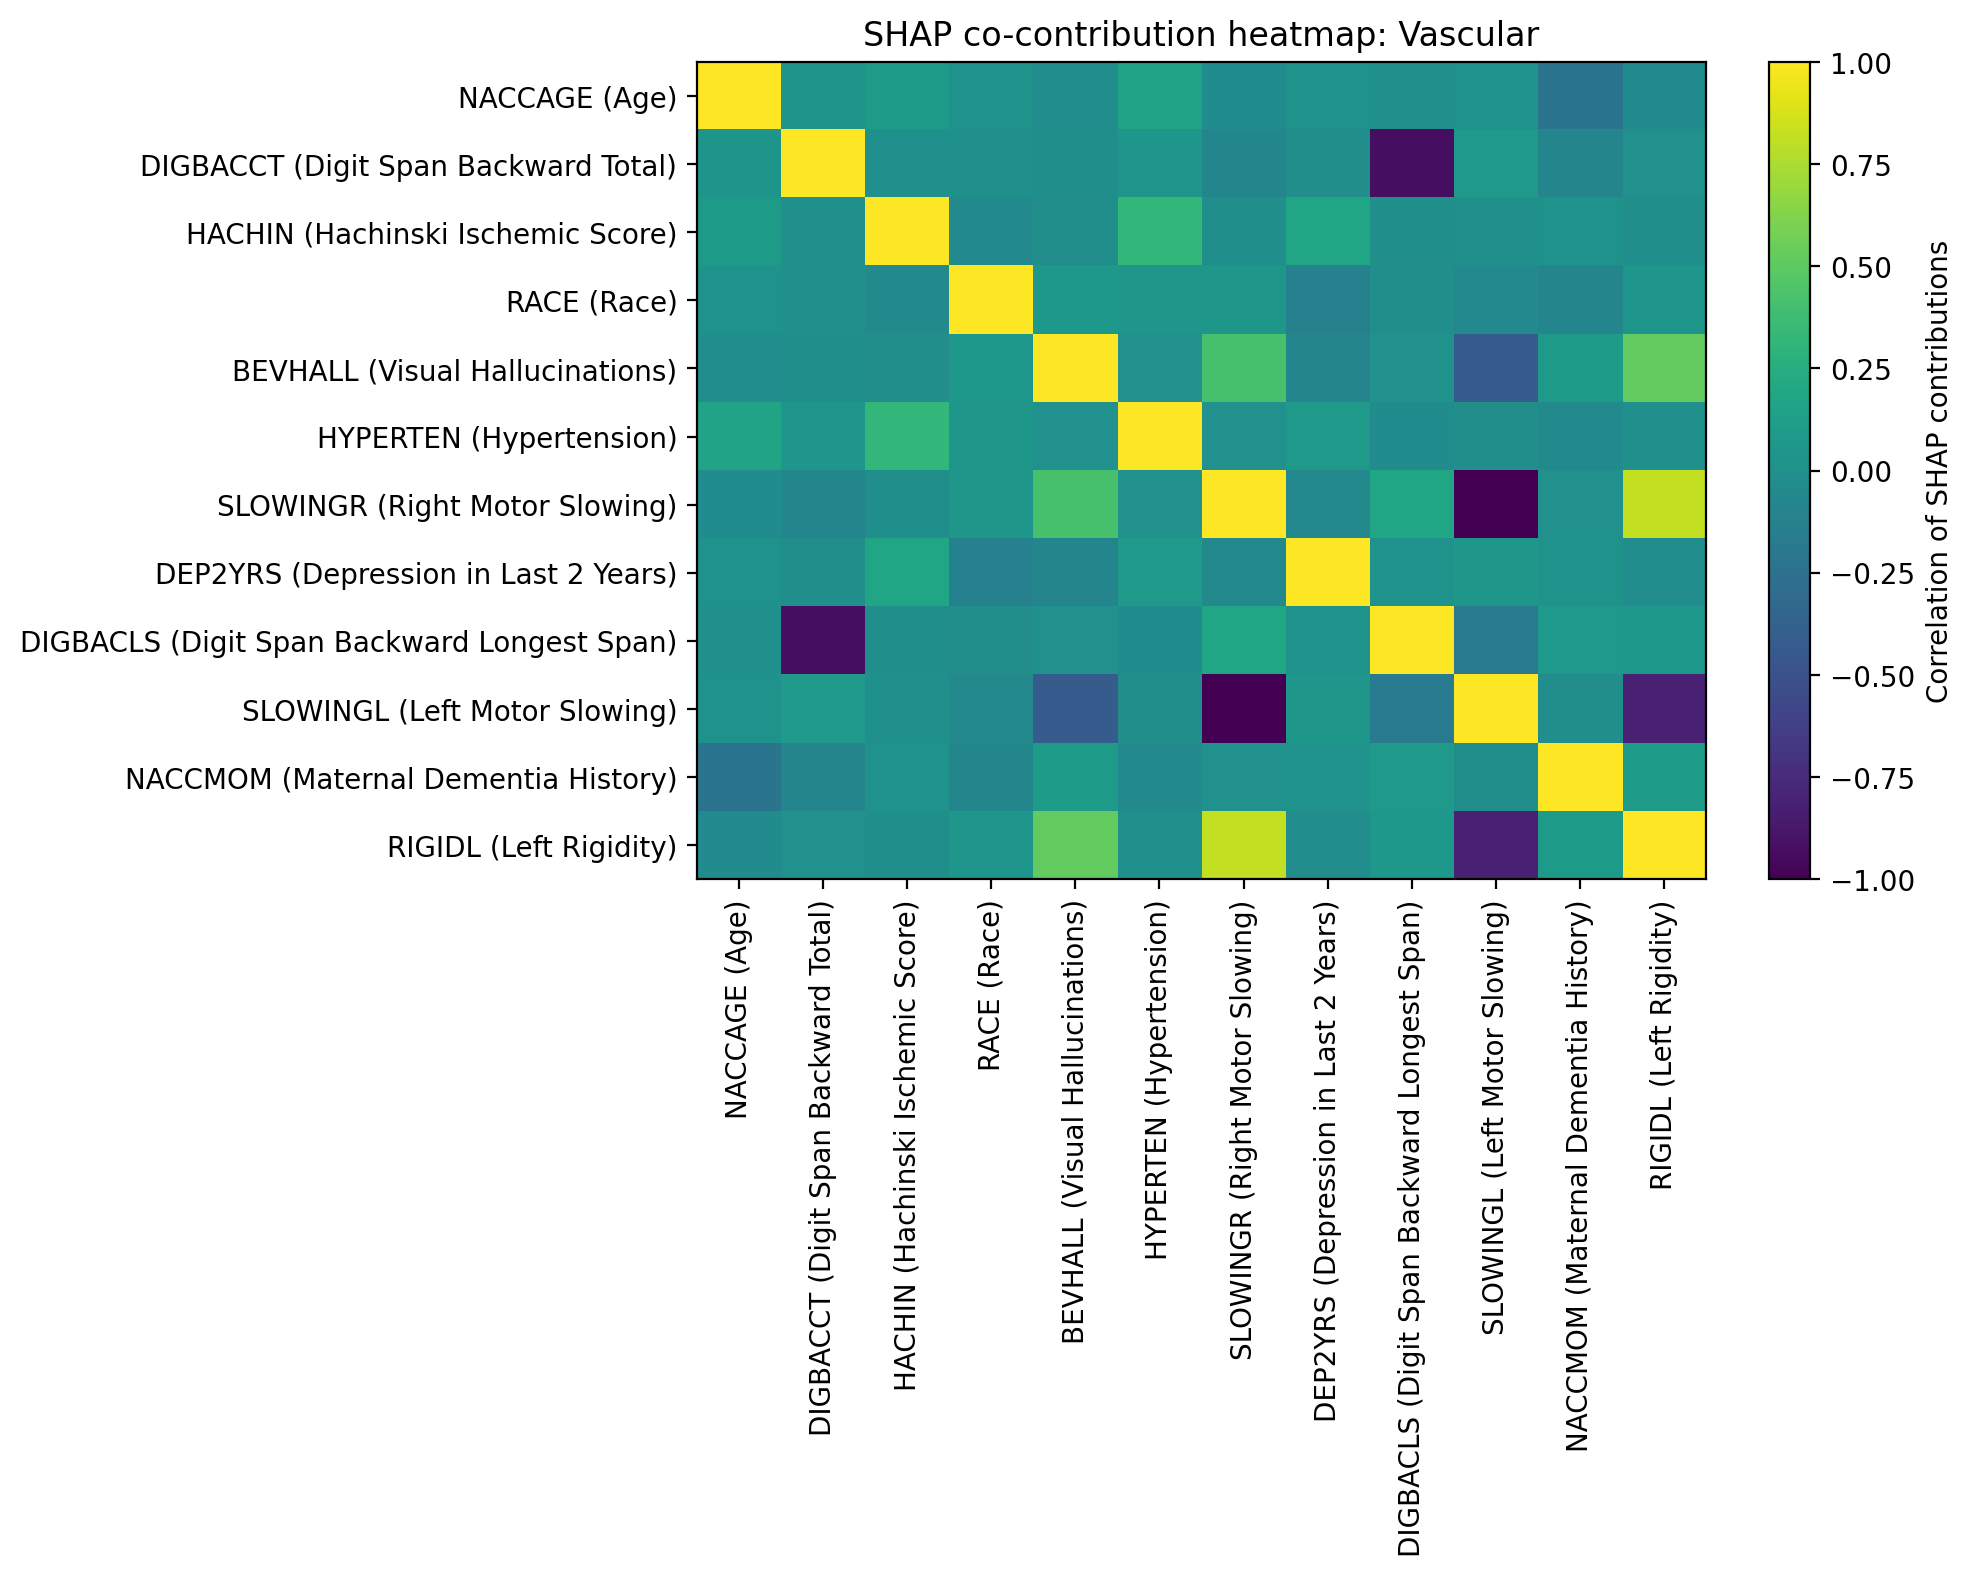 SHAP co-contribution heatmap: Vascular
NACCAGE (Age)
DIGBACCT (Digit Span Backward Total)
HACHIN (Hachinski Ischemic Score)
RACE (Race)
BEVHALL (Visual Hallucinations)
HYPERTEN (Hypertension)
SLOWINGR (Right Motor Slowing)
DEP2YRS (Depression in Last 2 Years)
DIGBACLS (Digit Span Backward Longest Span)
SLOWINGL (Left Motor Slowing)
NACCMOM (Maternal Dementia History)
RIGIDL (Left Rigidity)
NACCAGE (Age)
DIGBACCT (Digit Span Backward Total)
HACHIN (Hachinski Ischemic Score)
RACE (Race)
BEVHALL (Visual Hallucinations)
HYPERTEN (Hypertension)
SLOWINGR (Right Motor Slowing)
DEP2YRS (Depression in Last 2 Years)
DIGBACLS (Digit Span Backward Longest Span)
SLOWINGL (Left Motor Slowing)
NACCMOM (Maternal Dementia History)
RIGIDL (Left Rigidity)
1.00
0.75
0.50
0.25
0.00
−0.25
−0.50
−0.75
−1.00
Correlation of SHAP contributions